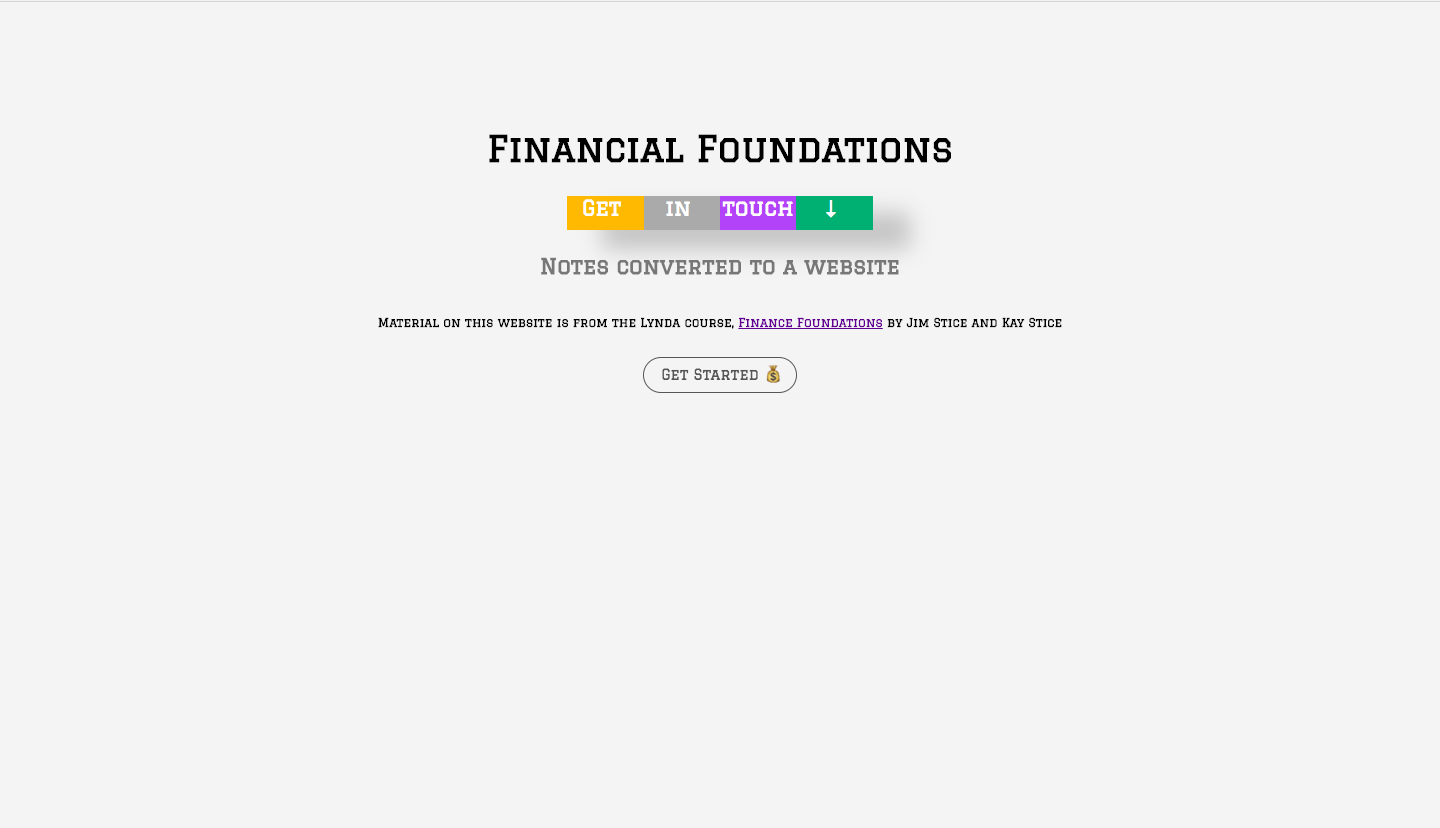 Financial Foundations
Get in touch ↓
Notes converted to a website
Material on this website is from the Lynda course, Finance Foundations by Jim Stice and Kay Stice
Get Started 💰